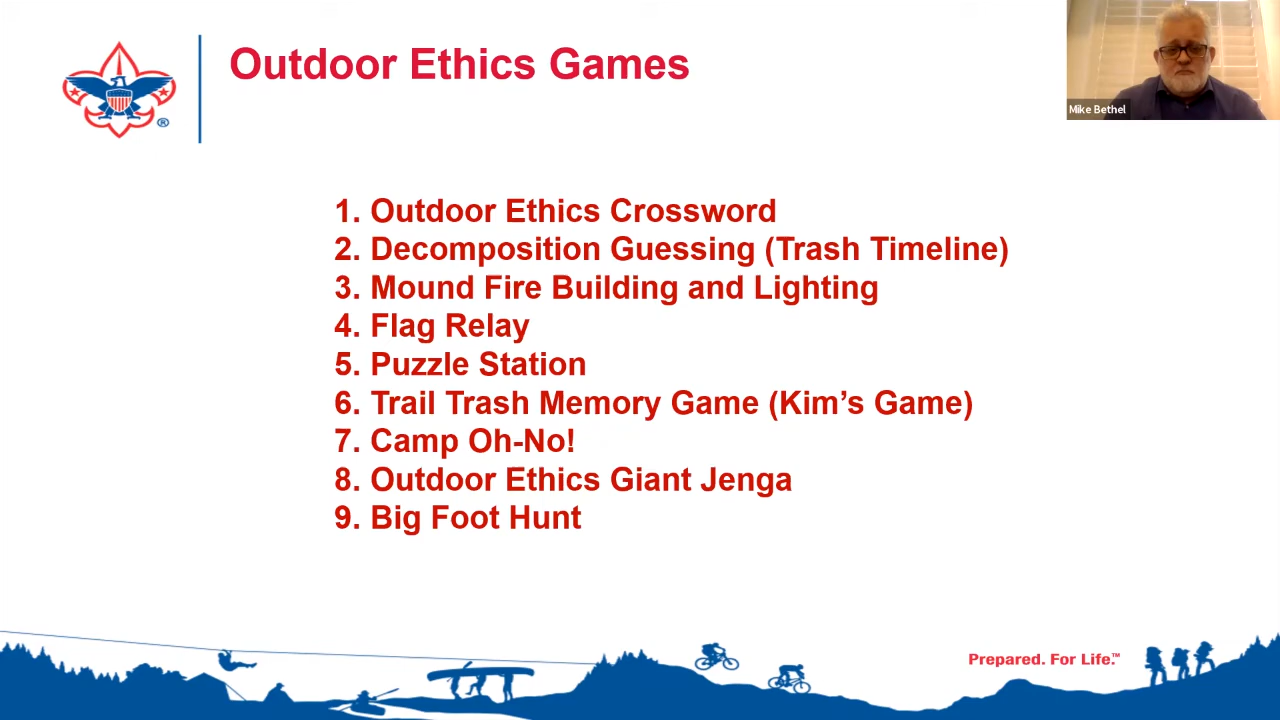 Outdoor Ethics Games
Mike Bethel
®
1. Outdoor Ethics Crossword
2. Decomposition Guessing (Trash Timeline)
3. Mound Fire Building and Lighting
4. Flag Relay
5. Puzzle Station
6. Trail Trash Memory Game (Kim’s Game)
7. Camp Oh-No!
8. Outdoor Ethics Giant Jenga
9. Big Foot Hunt
Prepared. For Life.™